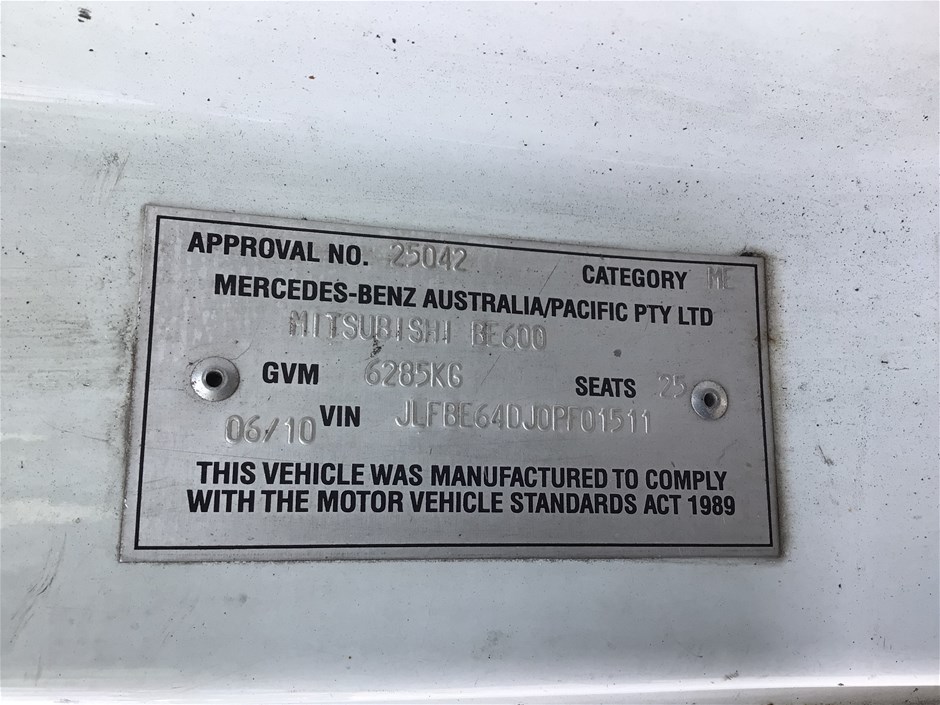 APPROVAL NO. 25042 CATEGORY ME
MERCEDES-BENZ AUSTRALIA/PACIFIC PTY LTD
MITSUBISHI BE600
GVM 6285KG SEATS 25
06/10 VIN JLFBE64DJ0PF01511
THIS VEHICLE WAS MANUFACTURED TO COMPLY
WITH THE MOTOR VEHICLE STANDARDS ACT 1989